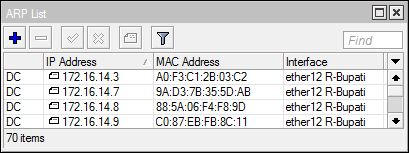 ARP List
Find
IP Address MAC Address Interface
DC 172.16.14.3 A0:F3:C1:2B:03:C2 ether12 R-Bupati
DC 172.16.14.7 9A:D3:7B:35:5D:AB ether12 R-Bupati
DC 172.16.14.8 88:5A:06:F4:F8:9D ether12 R-Bupati
DC 172.16.14.9 C0:87:EB:FB:8C:11 ether12 R-Bupati
70 items